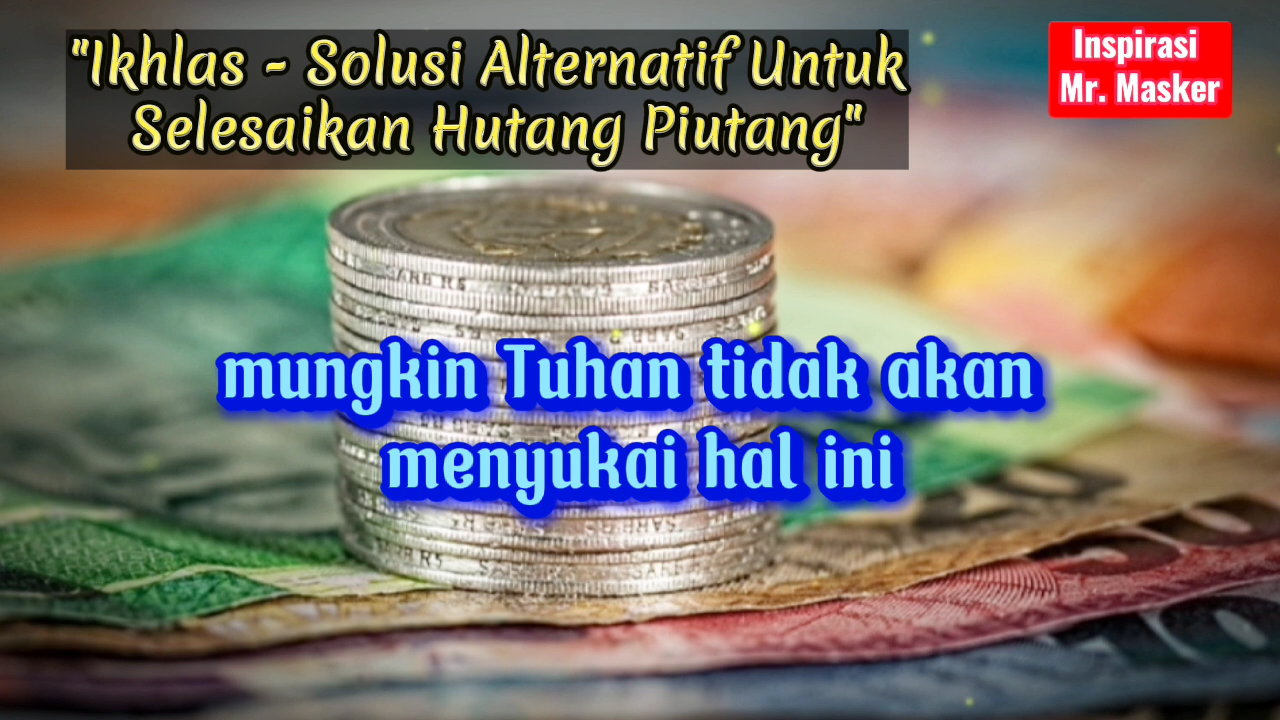 "Ikhlas - Solusi Alternatif Untuk
Selesaikan Hutang Piutang"
Inspirasi
Mr. Masker
mungkin Tuhan tidak akan
menyukai hal ini